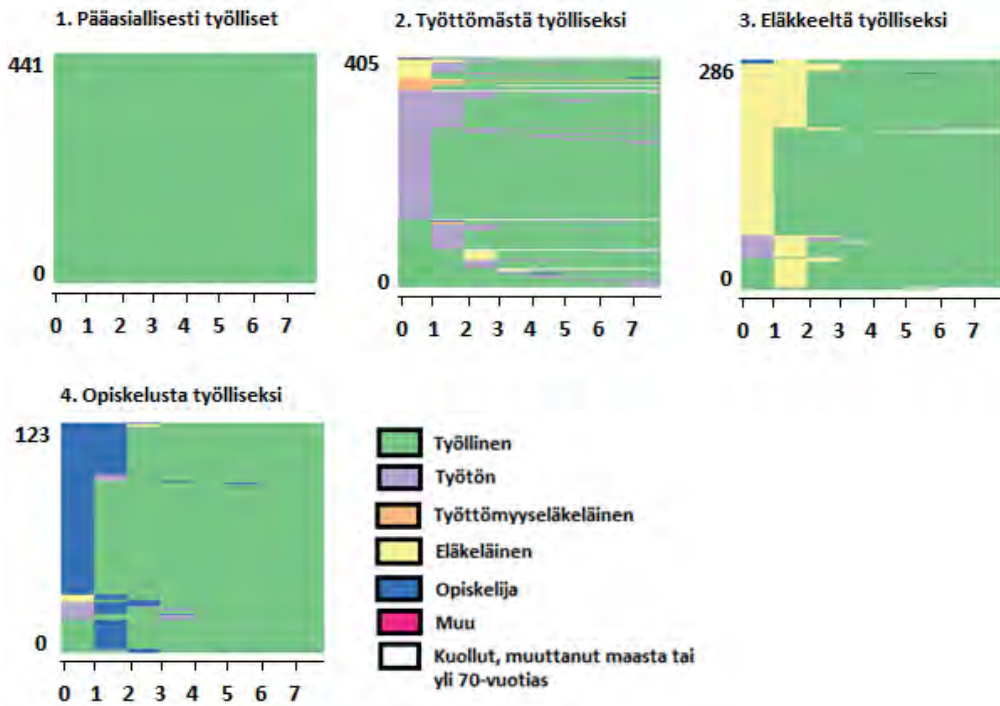 1. Pääasiallisesti työlliset
441
0
0 1 2 3 4 5 6 7
2. Työttömästä työlliseksi
405
0
0 1 2 3 4 5 6 7
3. Eläkkeeltä työlliseksi
286
0
0 1 2 3 4 5 6 7
4. Opiskelusta työlliseksi
123
0
0 1 2 3 4 5 6 7
Työllinen
Työtön
Työttömyyseläkeläinen
Eläkeläinen
Opiskelija
Muu
Kuollut, muuttanut maasta tai
yli 70-vuotias